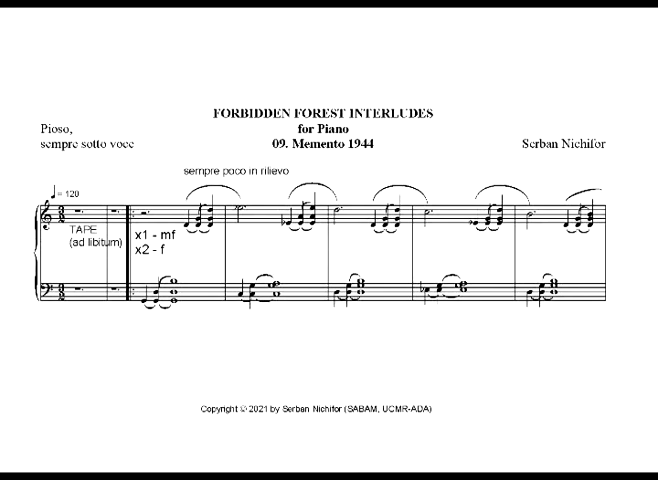 FORBIDDEN FOREST INTERLUDES
Pioso,
for Piano
sempre sotto voce
09. Memento 1944
Serban Nichifor
sempre poco in rilievo
♩ = 120
TAPE
(ad libitum)
x1 - mf
x2 - f
Copyright © 2021 by Serban Nichifor (SABAM, UCMR-ADA)